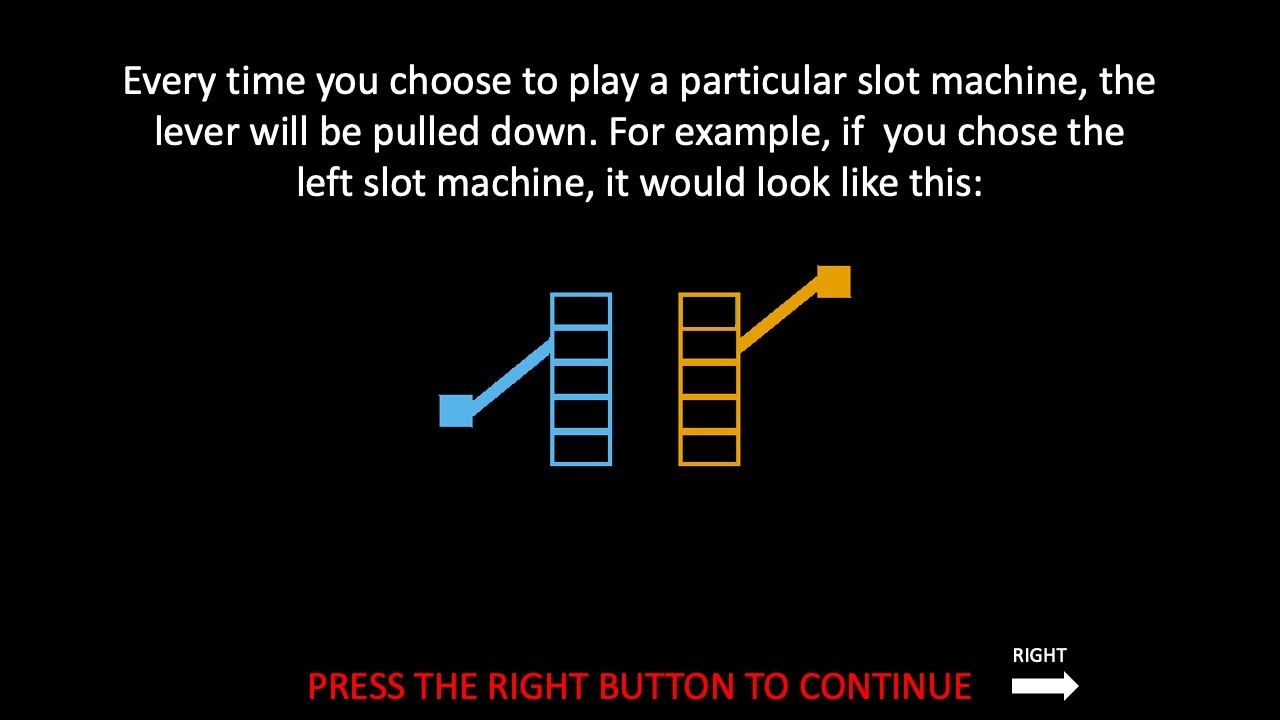 Every time you choose to play a particular slot machine, the
lever will be pulled down. For example, if  you chose the
left slot machine, it would look like this:
RIGHT
PRESS THE RIGHT BUTTON TO CONTINUE